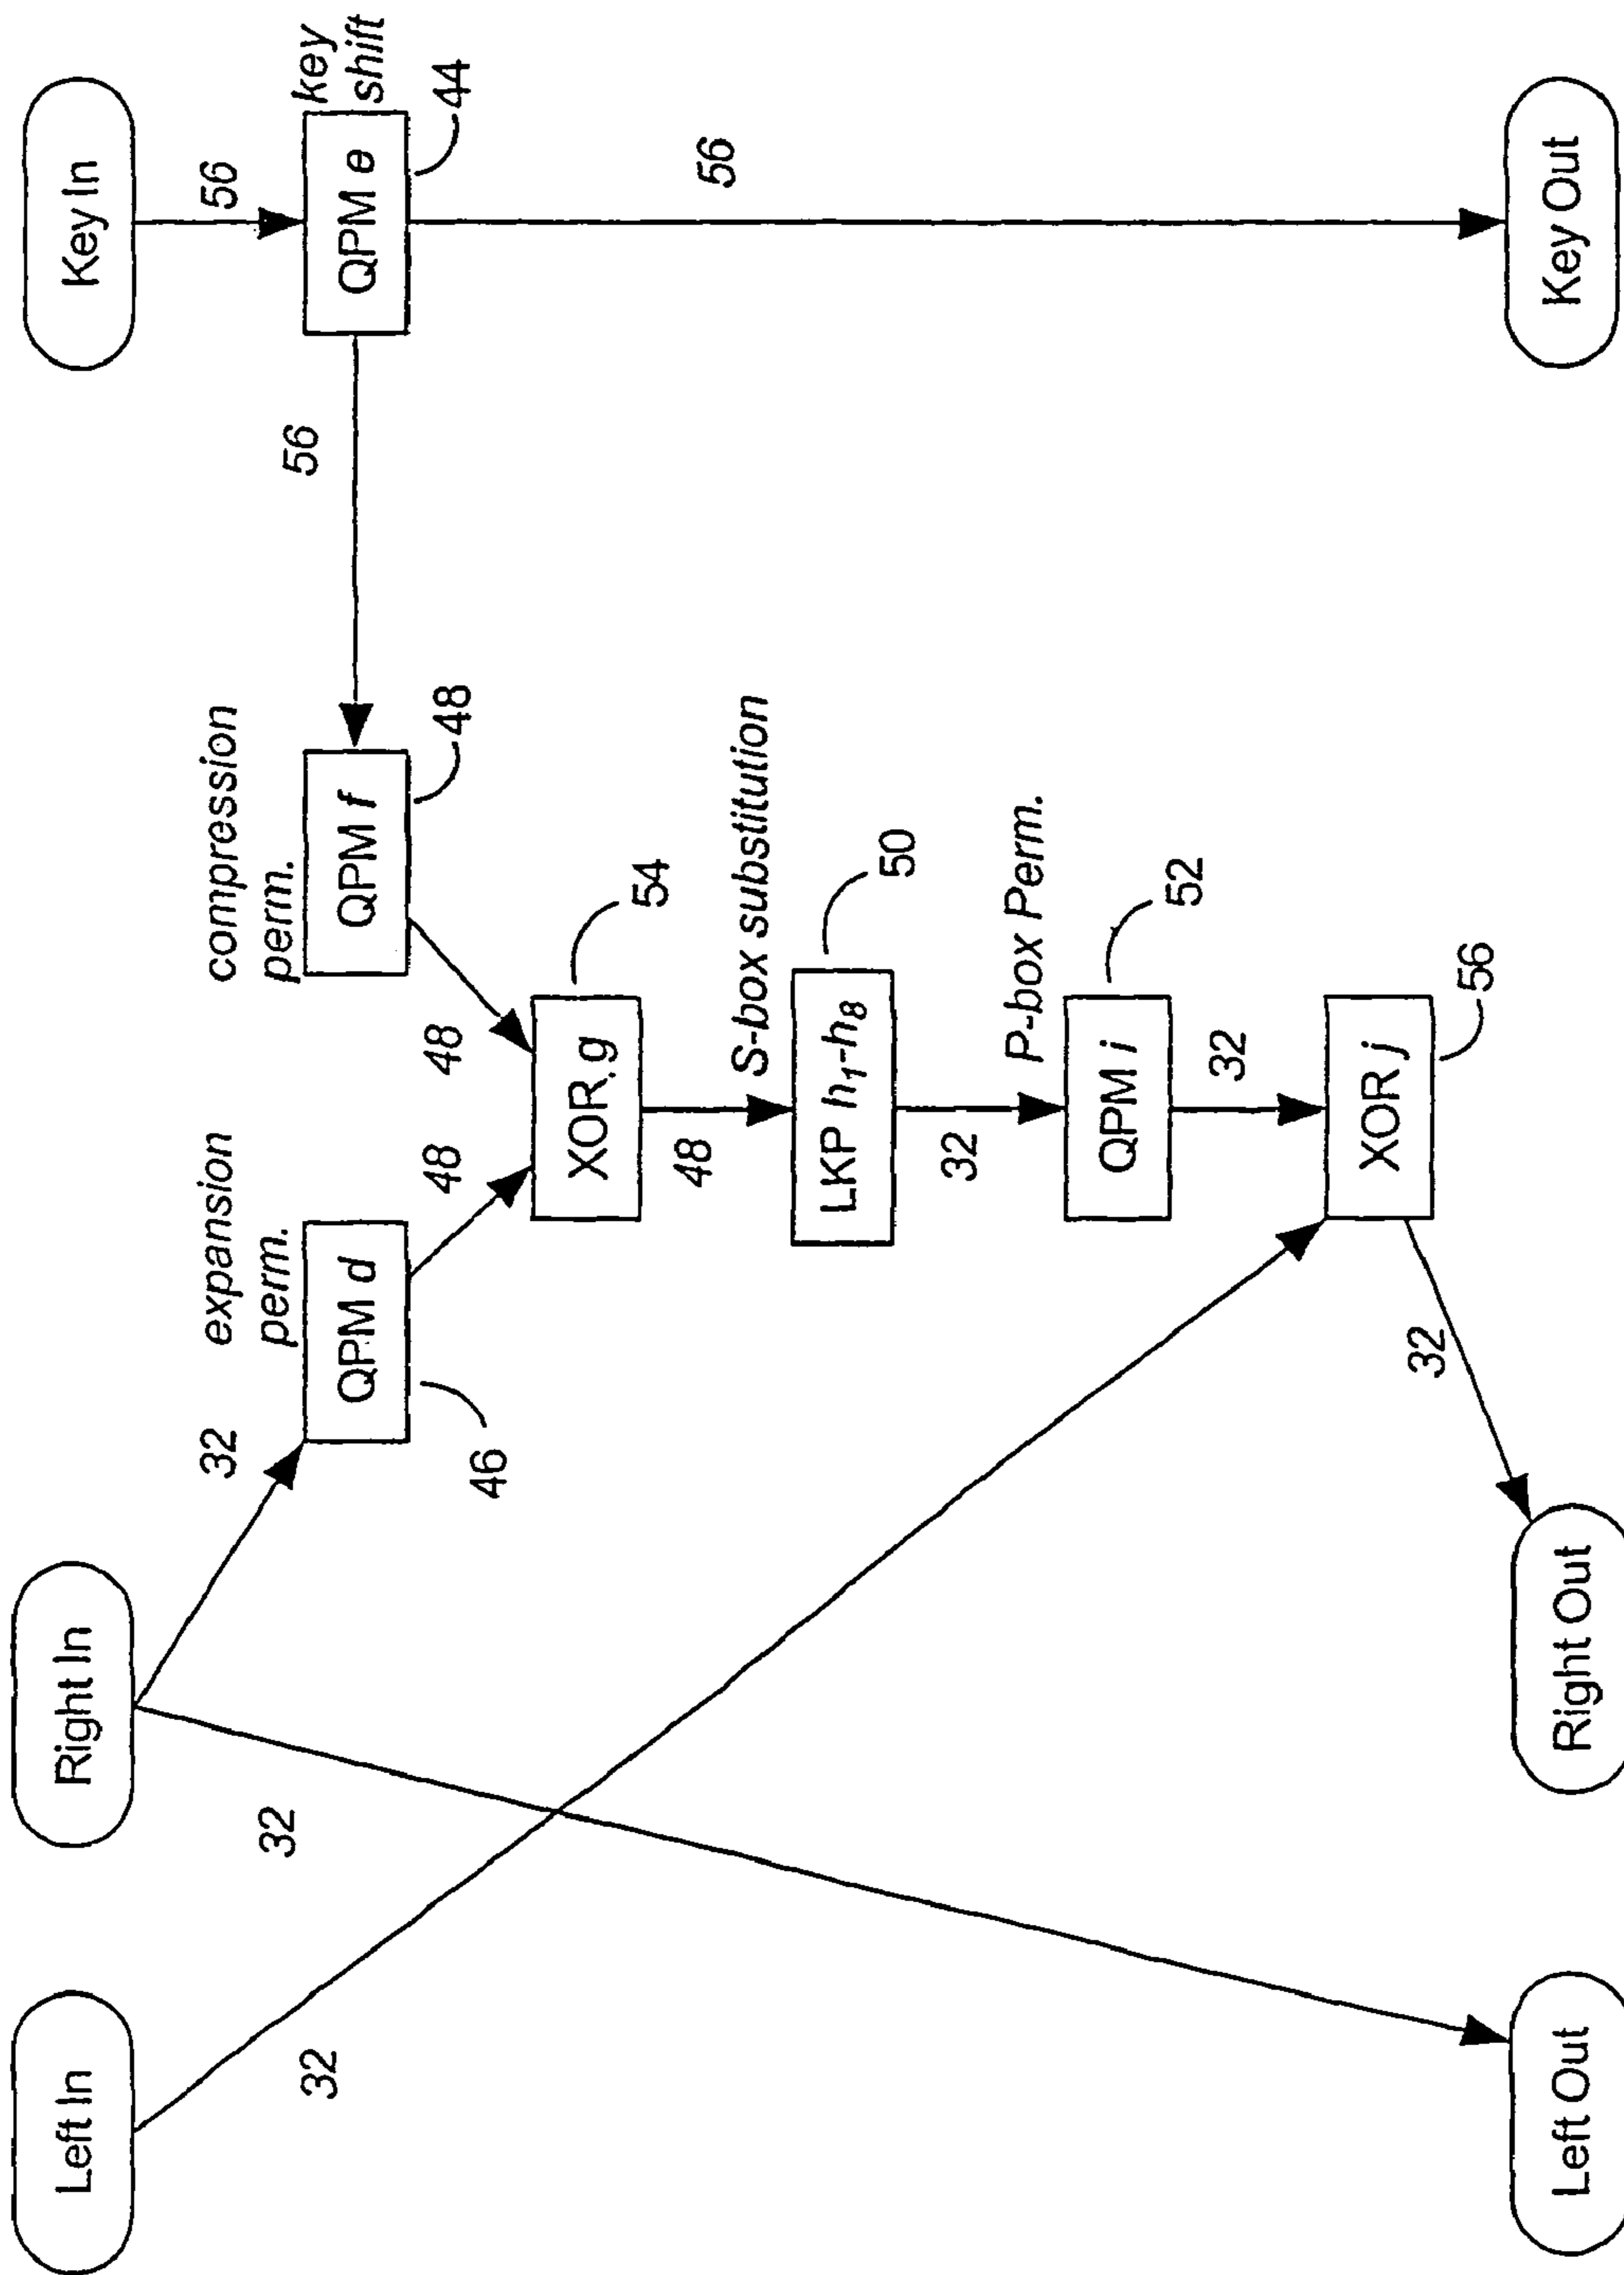 Left In
Right In
Key In
32
32
32
56
expansion
perm.
compression
perm.
key
shift
QPM d
QPM f
QPM e
46
48
44
56
56
48
48
XOR g
54
48
S-box substitution
LKP h₁-h₈
50
32
P-box Perm.
QPM i
52
32
XOR j
56
32
Left Out
Right Out
Key Out